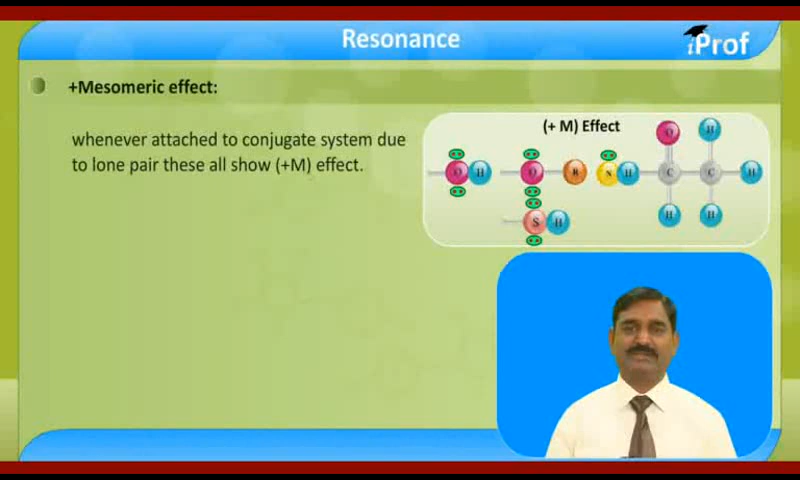 Resonance
iProf
+Mesomeric effect:
whenever attached to conjugate system due
to lone pair these all show (+M) effect.
(+ M) Effect
O H
O R
S H
O
H
C C H
H H
S H